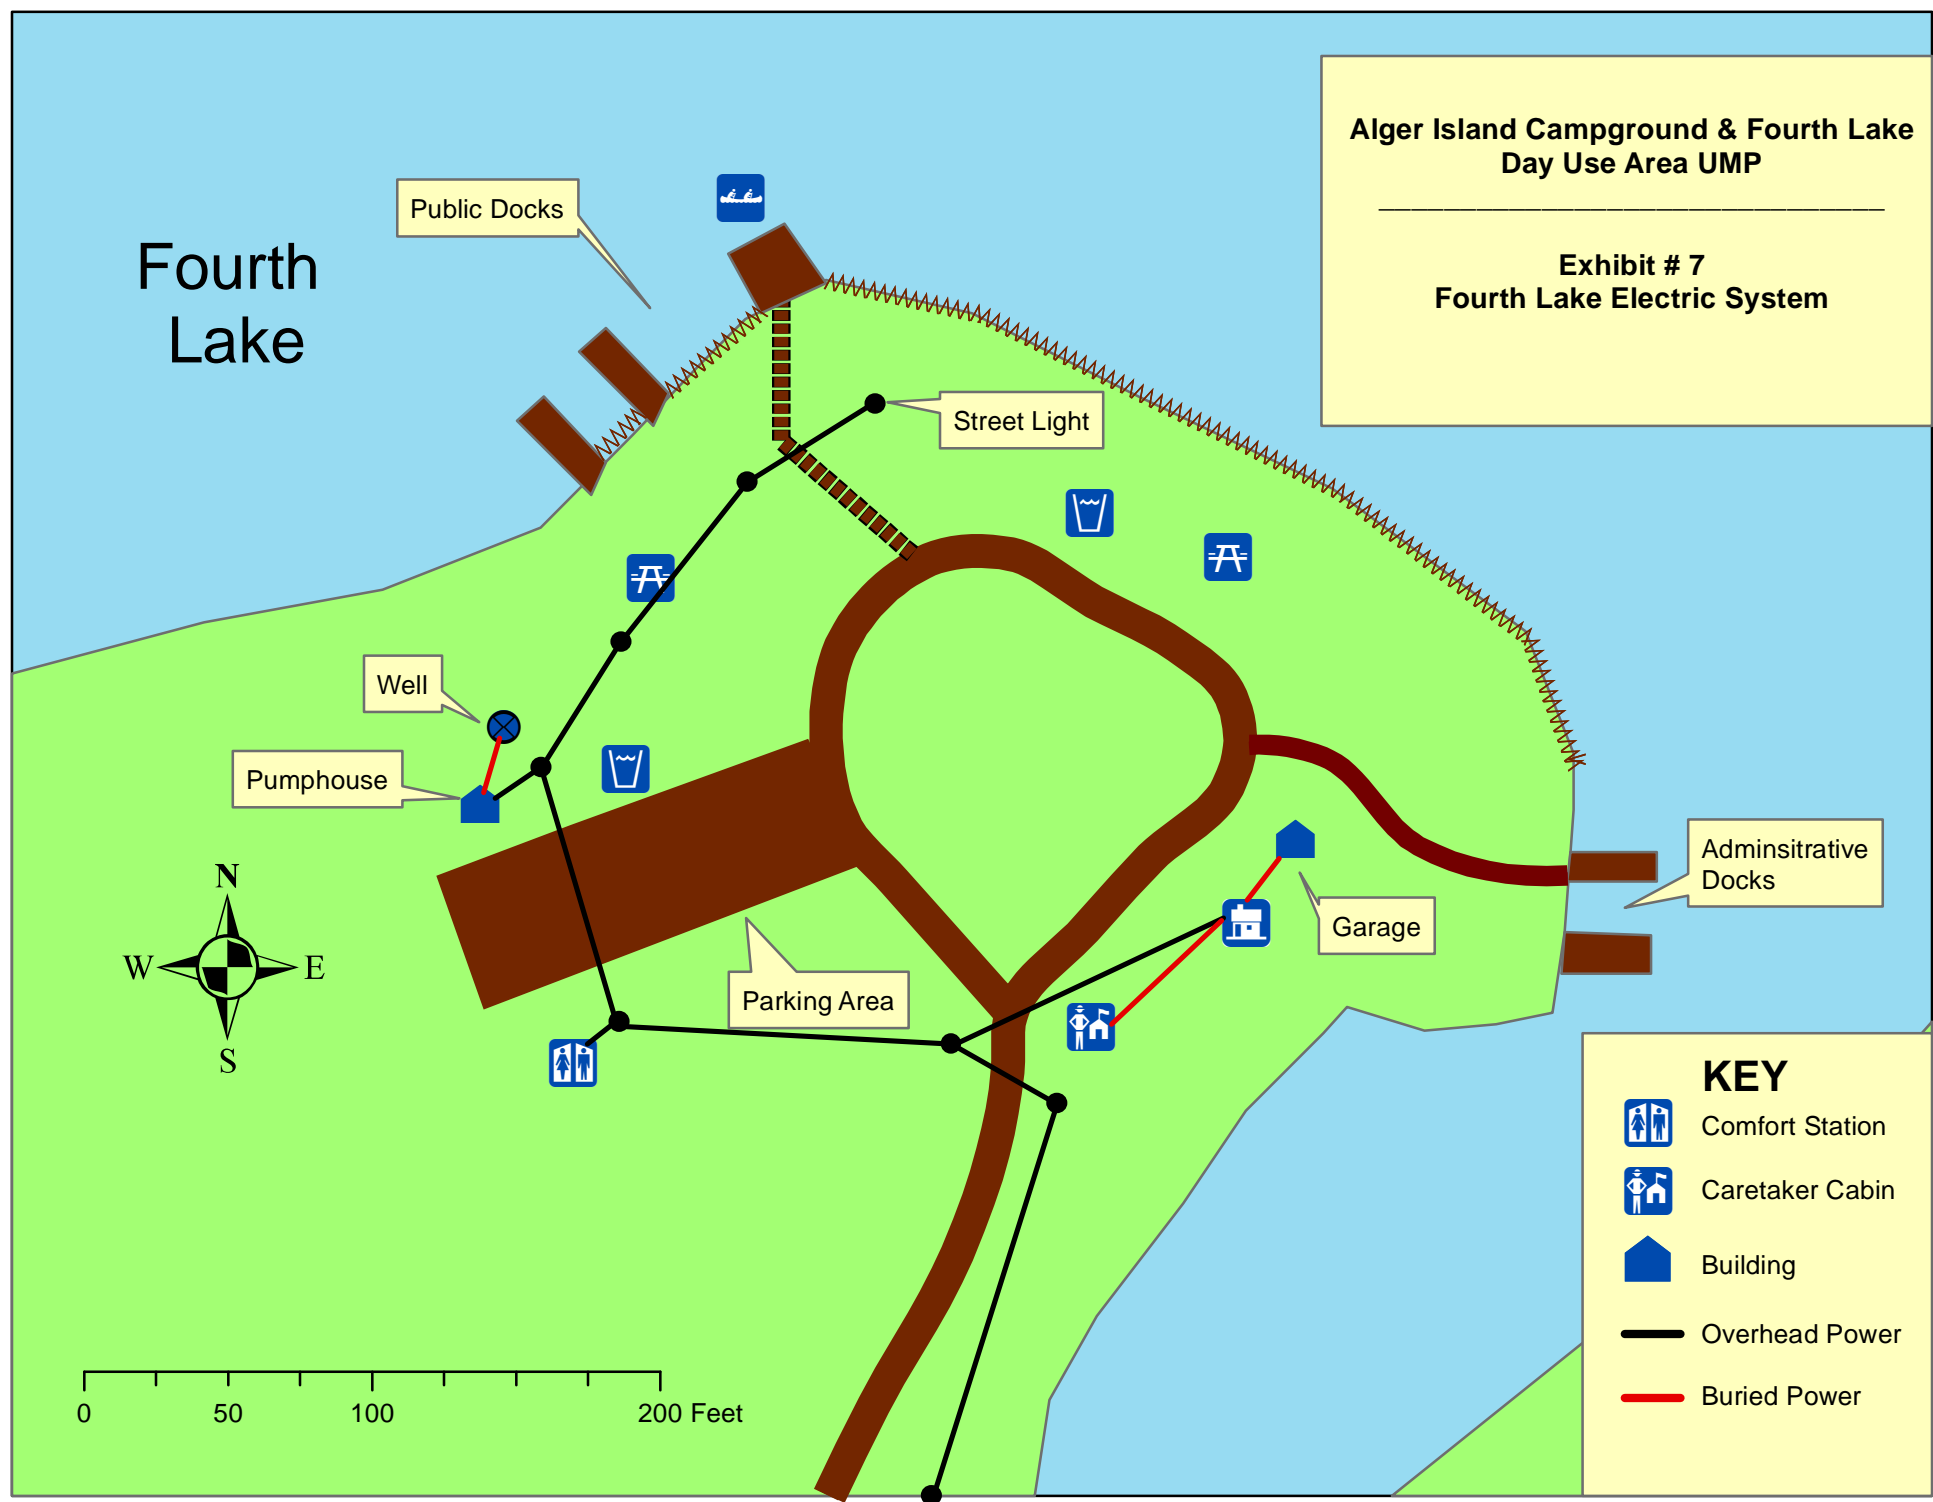 Alger Island Campground & Fourth Lake
Day Use Area UMP
Exhibit # 7
Fourth Lake Electric System
Public Docks
Fourth
Lake
Street Light
Well
Pumphouse
Adminsitrative
Docks
Garage
Parking Area
N
W
E
S
KEY
Comfort Station
Caretaker Cabin
Building
Overhead Power
Buried Power
0
50
100
200 Feet